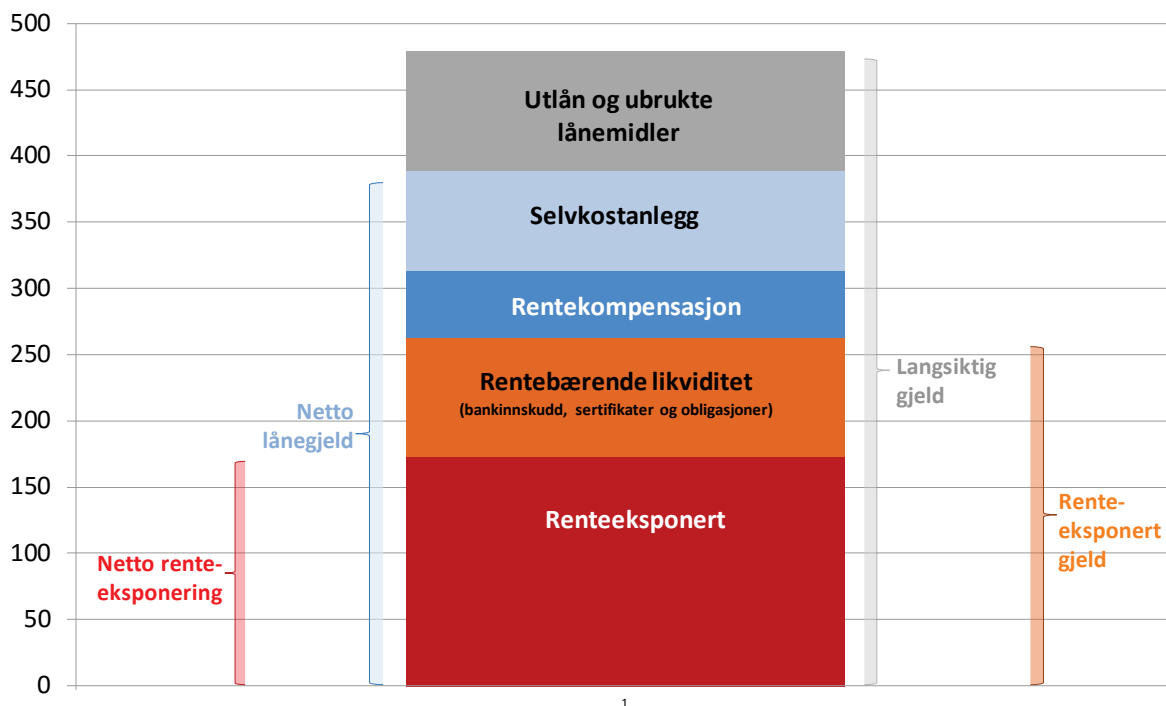 500
450
400
350
300
250
200
150
100
50
0
Utlån og ubrukte
lånemidler
Selvkostanlegg
Rentekompensasjon
Rentebærende likviditet
(bankinnskudd, sertifikater og obligasjoner)
Renteeksponert
Netto
lånegjeld
Netto rente-
eksponering
Langsiktig
gjeld
Rente-
eksponert
gjeld
1